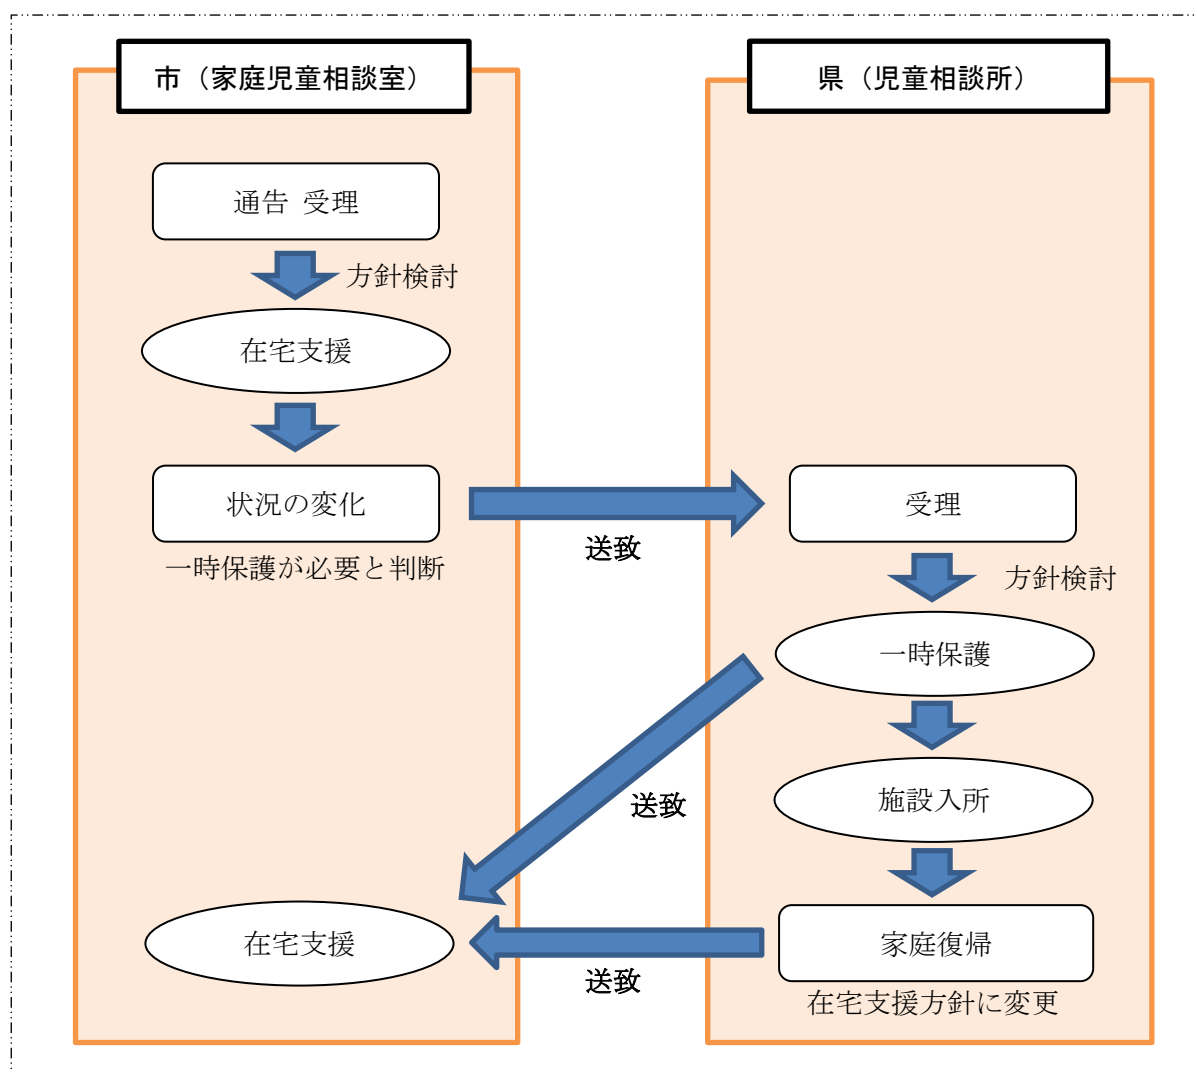 市（家庭児童相談室）
通告 受理
方針検討
在宅支援
状況の変化
一時保護が必要と判断
送致
県（児童相談所）
受理
方針検討
一時保護
送致
施設入所
家庭復帰
在宅支援方針に変更
送致
在宅支援